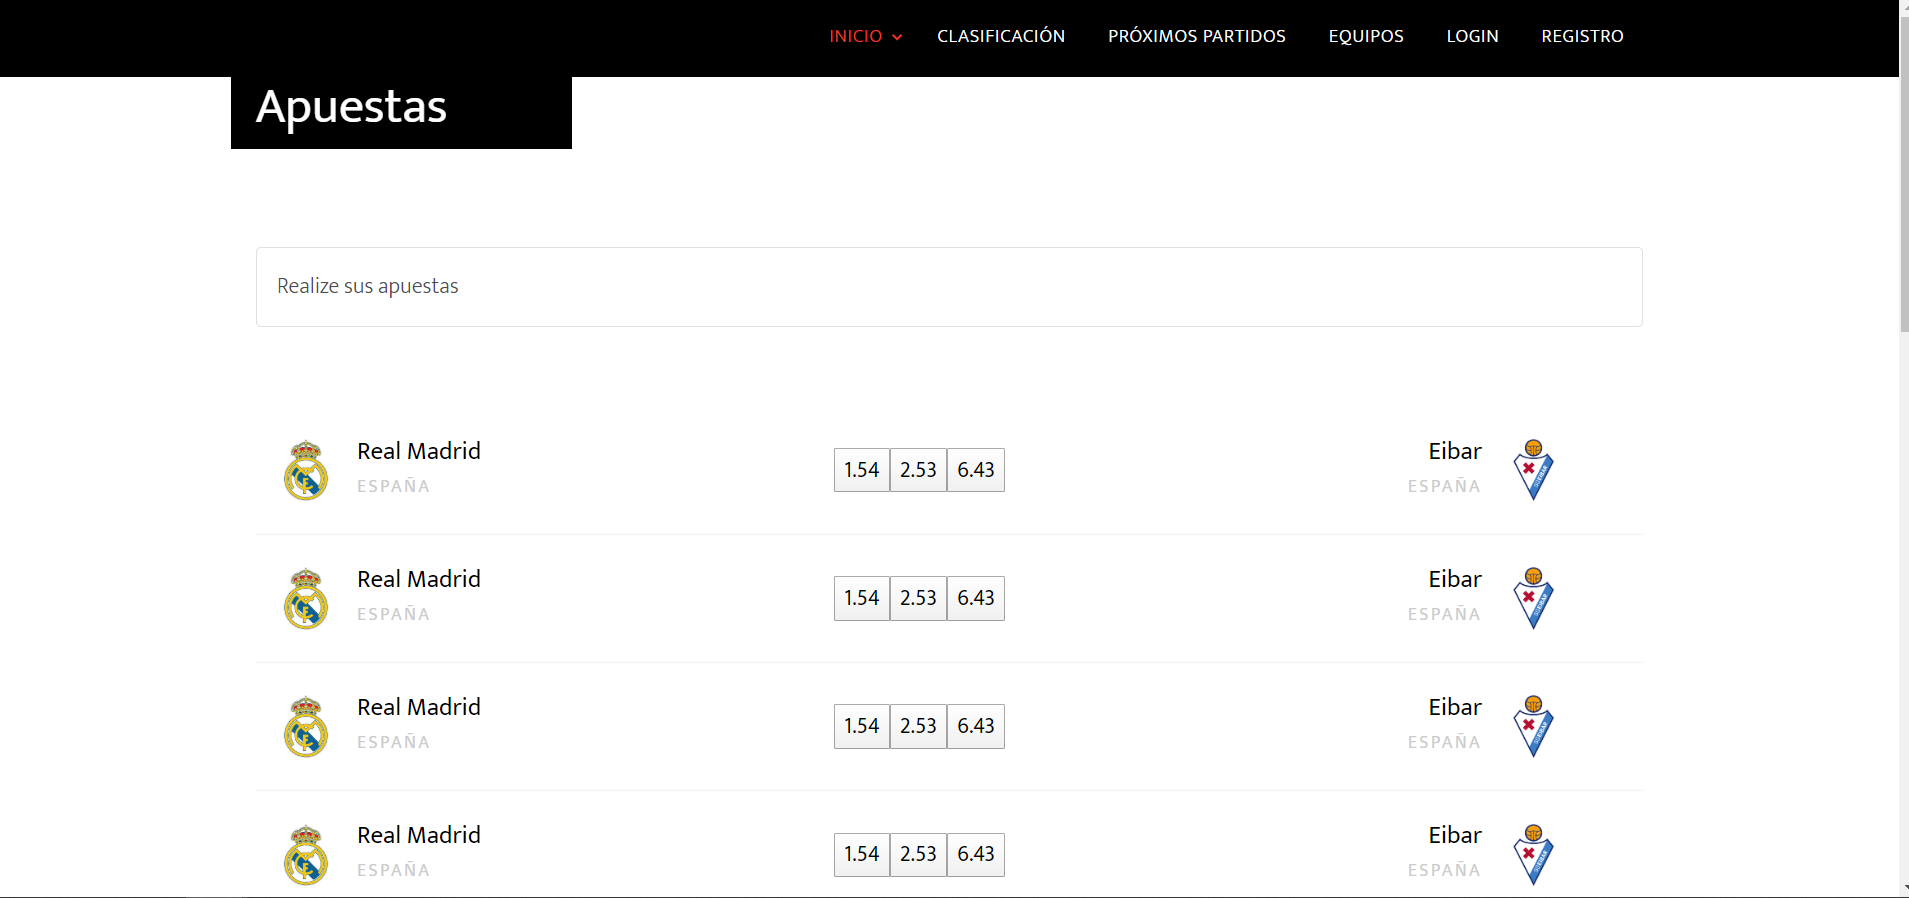 INICIO CLASIFICACIÓN PRÓXIMOS PARTIDOS EQUIPOS LOGIN REGISTRO
Apuestas
Realize sus apuestas
Real Madrid 1.54 2.53 6.43 Eibar
ESPAÑA ESPAÑA
Real Madrid 1.54 2.53 6.43 Eibar
ESPAÑA ESPAÑA
Real Madrid 1.54 2.53 6.43 Eibar
ESPAÑA ESPAÑA
Real Madrid 1.54 2.53 6.43 Eibar
ESPAÑA ESPAÑA